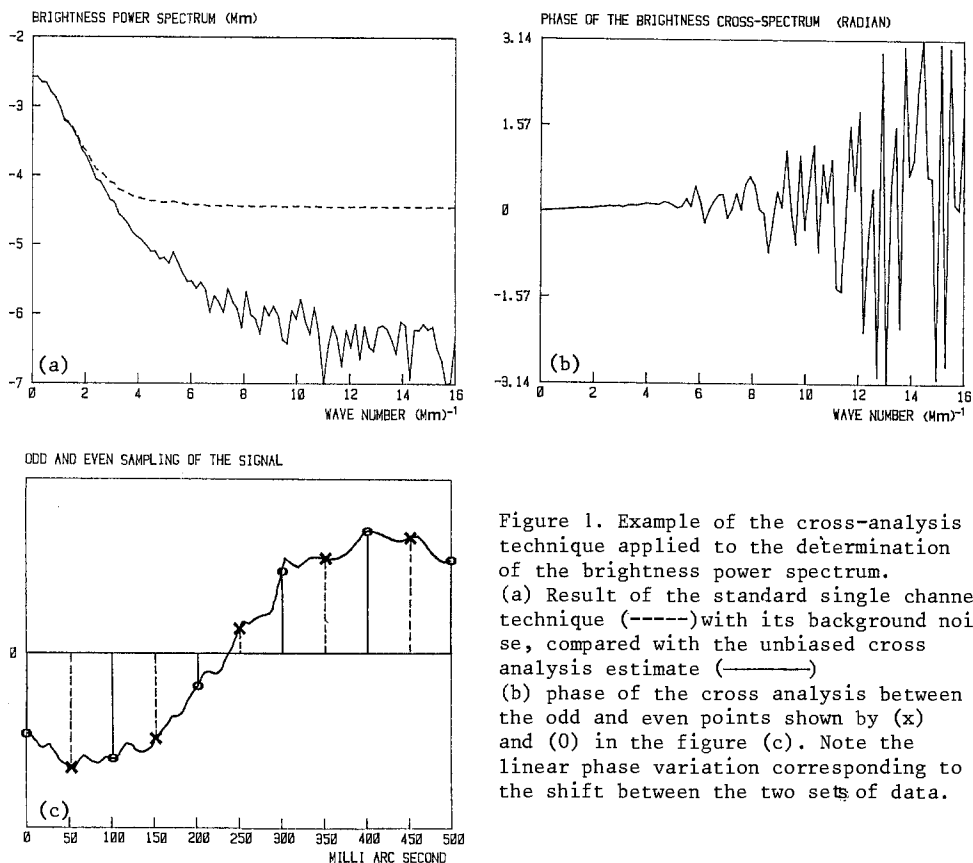 BRIGHTNESS POWER SPECTRUM (Mm)
-2
-3
-4
-5
-6
-7
(a)
0 2 4 6 8 10 12 14 16
WAVE NUMBER (Mm)-1
PHASE OF THE BRIGHTNESS CROSS-SPECTRUM (RADIAN)
3.14
1.57
0
-1.57
-3.14
(b)
0 2 4 6 8 10 12 14 16
WAVE NUMBER (Mm)-1
ODD AND EVEN SAMPLING OF THE SIGNAL
0
(c)
0 50 100 150 200 250 300 350 400 450 500
MILLI ARC SECOND
Figure 1. Example of the cross-analysis
technique applied to the determination
of the brightness power spectrum.
(a) Result of the standard single channe
technique (-----)with its background noi
se, compared with the unbiased cross
analysis estimate (———)
(b) phase of the cross analysis between
the odd and even points shown by (x)
and (0) in the figure (c). Note the
linear phase variation corresponding to
the shift between the two sets of data.